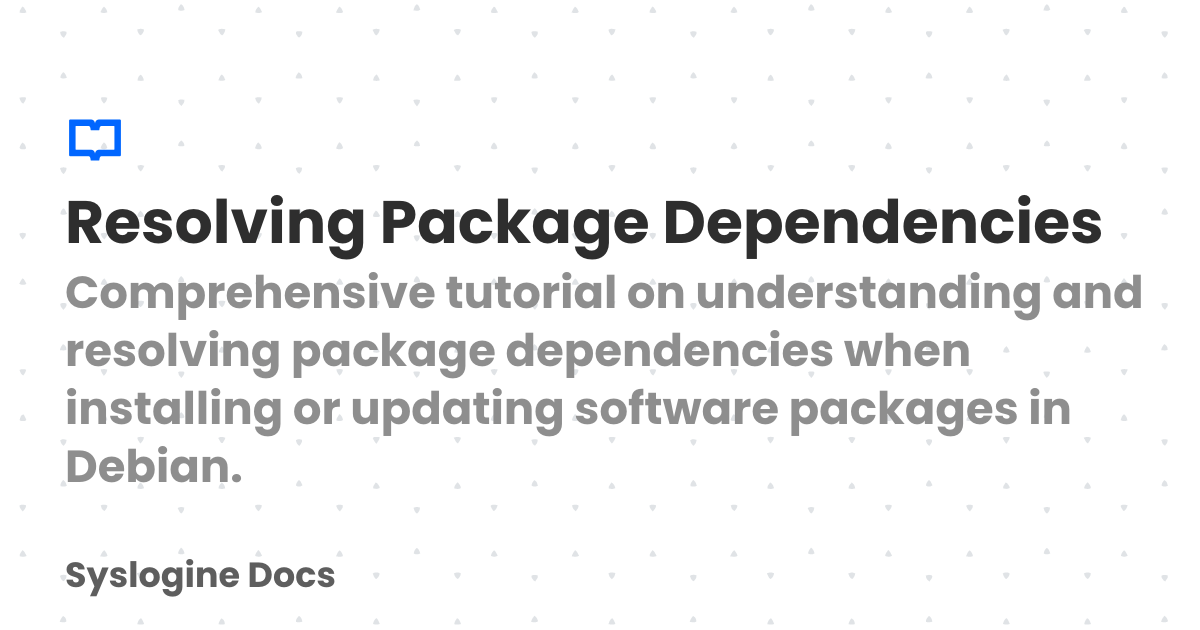 Resolving Package Dependencies
Comprehensive tutorial on understanding and
resolving package dependencies when
installing or updating software packages in
Debian.
Syslogine Docs